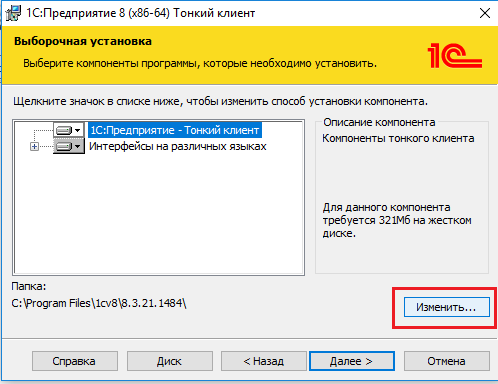 1С:Предприятие 8 (x86-64) Тонкий клиент
Выборочная установка
Выберите компоненты программы, которые необходимо установить.
1С
Щелкните значок в списке ниже, чтобы изменить способ установки компонента.
1С:Предприятие - Тонкий клиент
Интерфейсы на различных языках
Описание компонента
Компоненты тонкого клиента
Для данного компонента
требуется 321Мб на жестком
диске.
Папка:
C:\Program Files\1cv8\8.3.21.1484\
Изменить...
Справка
Диск
< Назад
Далее >
Отмена